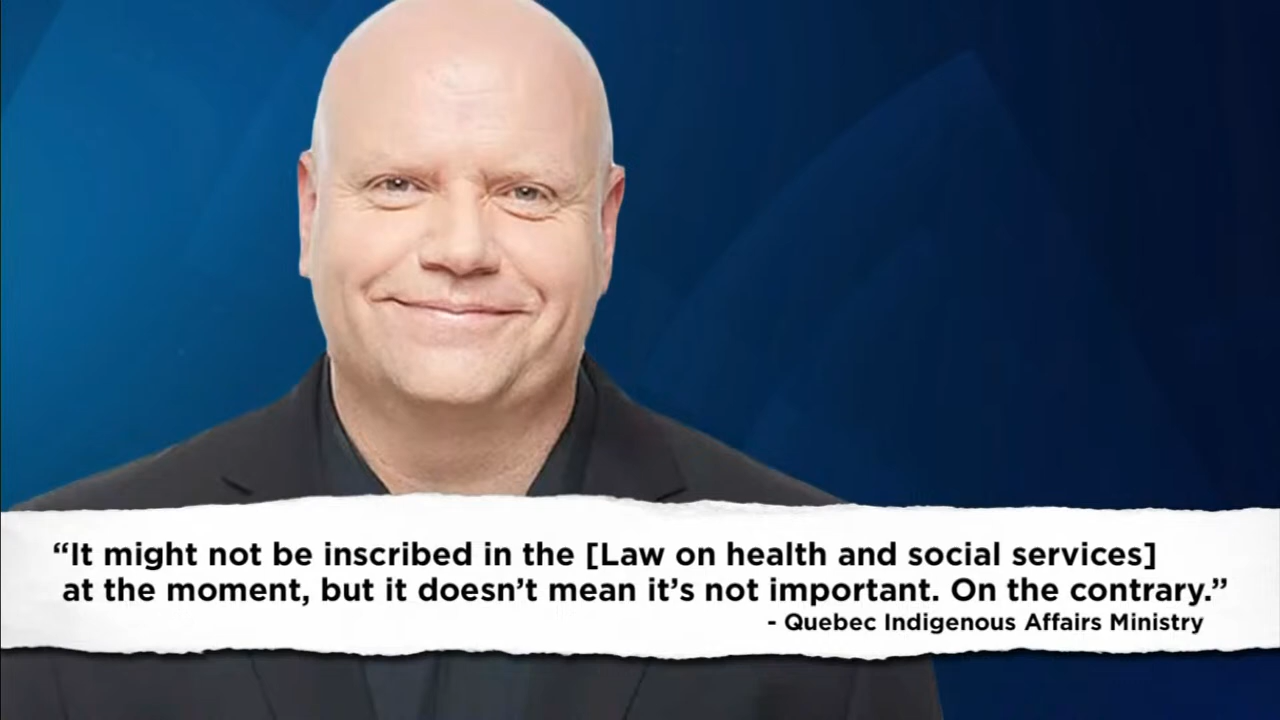 “It might not be inscribed in the [Law on health and social services]
at the moment, but it doesn’t mean it’s not important. On the contrary.”
- Quebec Indigenous Affairs Ministry